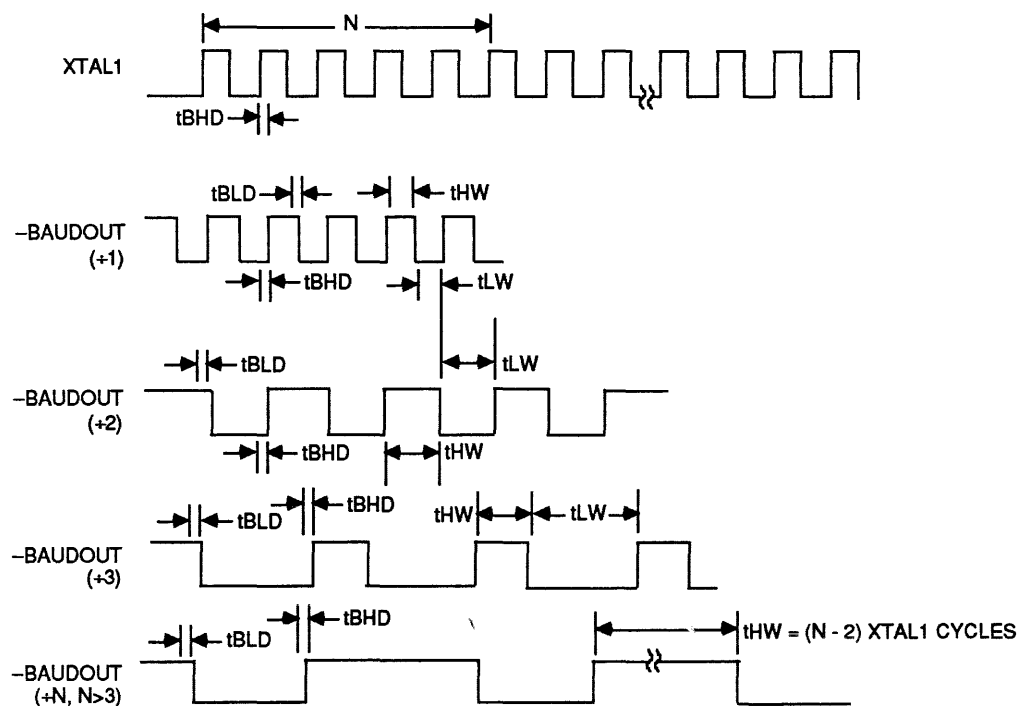 N
XTAL1
tBHD
tBLD
tHW
–BAUDOUT
(÷1)
tBHD
tLW
tBLD
tLW
–BAUDOUT
(÷2)
tBHD
tHW
tBHD
tBLD
tHW
tLW
–BAUDOUT
(÷3)
tBHD
tBLD
tHW = (N - 2) XTAL1 CYCLES
–BAUDOUT
(÷N, N>3)